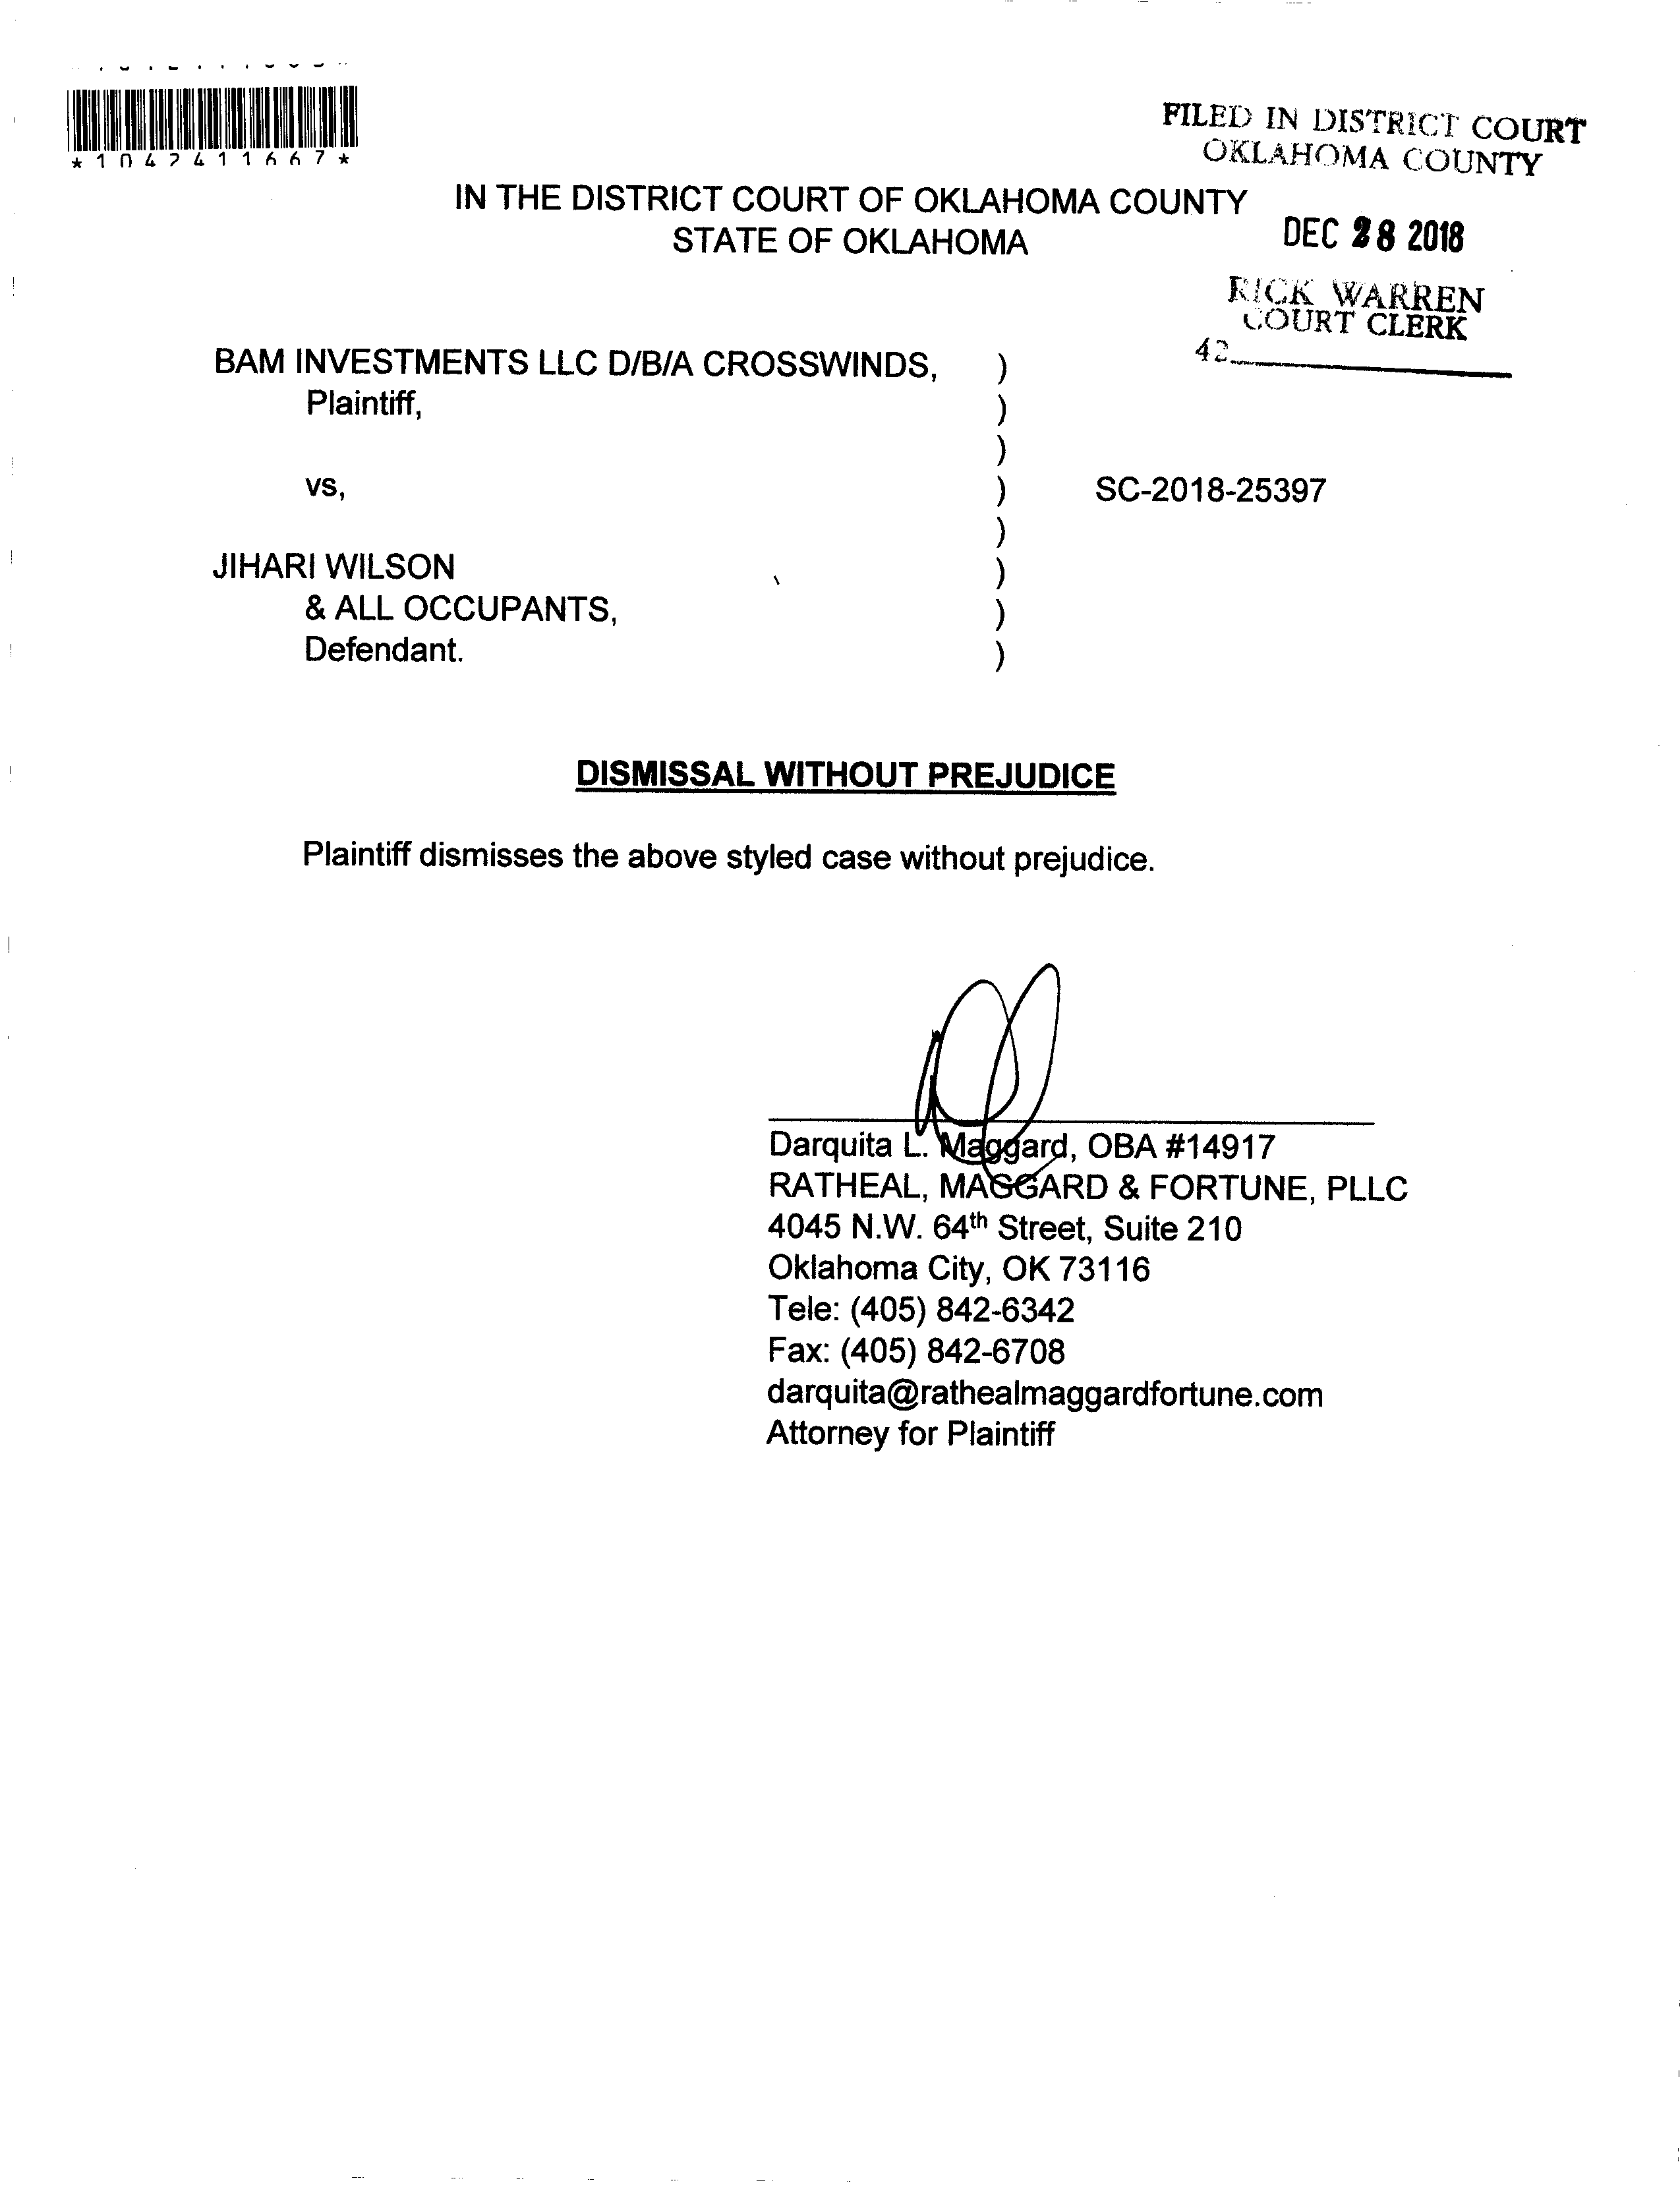 *1042411667*
FILED IN DISTRICT COURT
OKLAHOMA COUNTY
IN THE DISTRICT COURT OF OKLAHOMA COUNTY
STATE OF OKLAHOMA
DEC 28 2018
RICK WARREN
COURT CLERK
42
BAM INVESTMENTS LLC D/B/A CROSSWINDS, )
Plaintiff, )
)
vs, ) SC-2018-25397
)
JIHARI WILSON )
& ALL OCCUPANTS, )
Defendant. )
DISMISSAL WITHOUT PREJUDICE
Plaintiff dismisses the above styled case without prejudice.
Darquita L. Maggard, OBA #14917
RATHEAL, MAGGARD & FORTUNE, PLLC
4045 N.W. 64th Street, Suite 210
Oklahoma City, OK 73116
Tele: (405) 842-6342
Fax: (405) 842-6708
darquita@rathealmaggardfortune.com
Attorney for Plaintiff